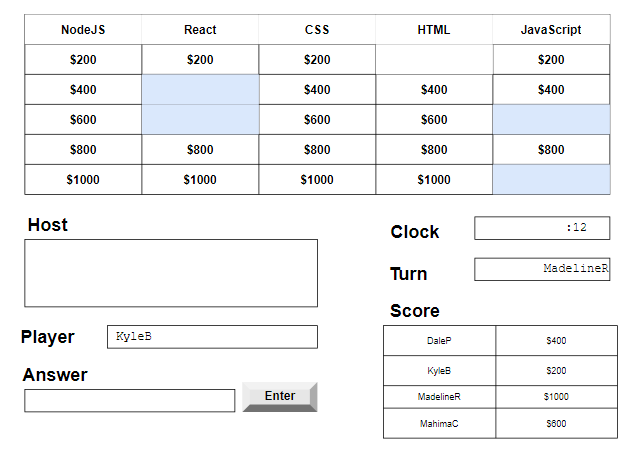 NodeJS React CSS HTML JavaScript
$200 $200 $200 $200
$400 $400 $400 $400
$600 $600 $600
$800 $800 $800 $800 $800
$1000 $1000 $1000 $1000
Host
Clock :12
Turn MadelineR
Score
Player KyleB
DaleP $400
KyleB $200
Answer
Enter
MadelineR $1000
MahimaC $600